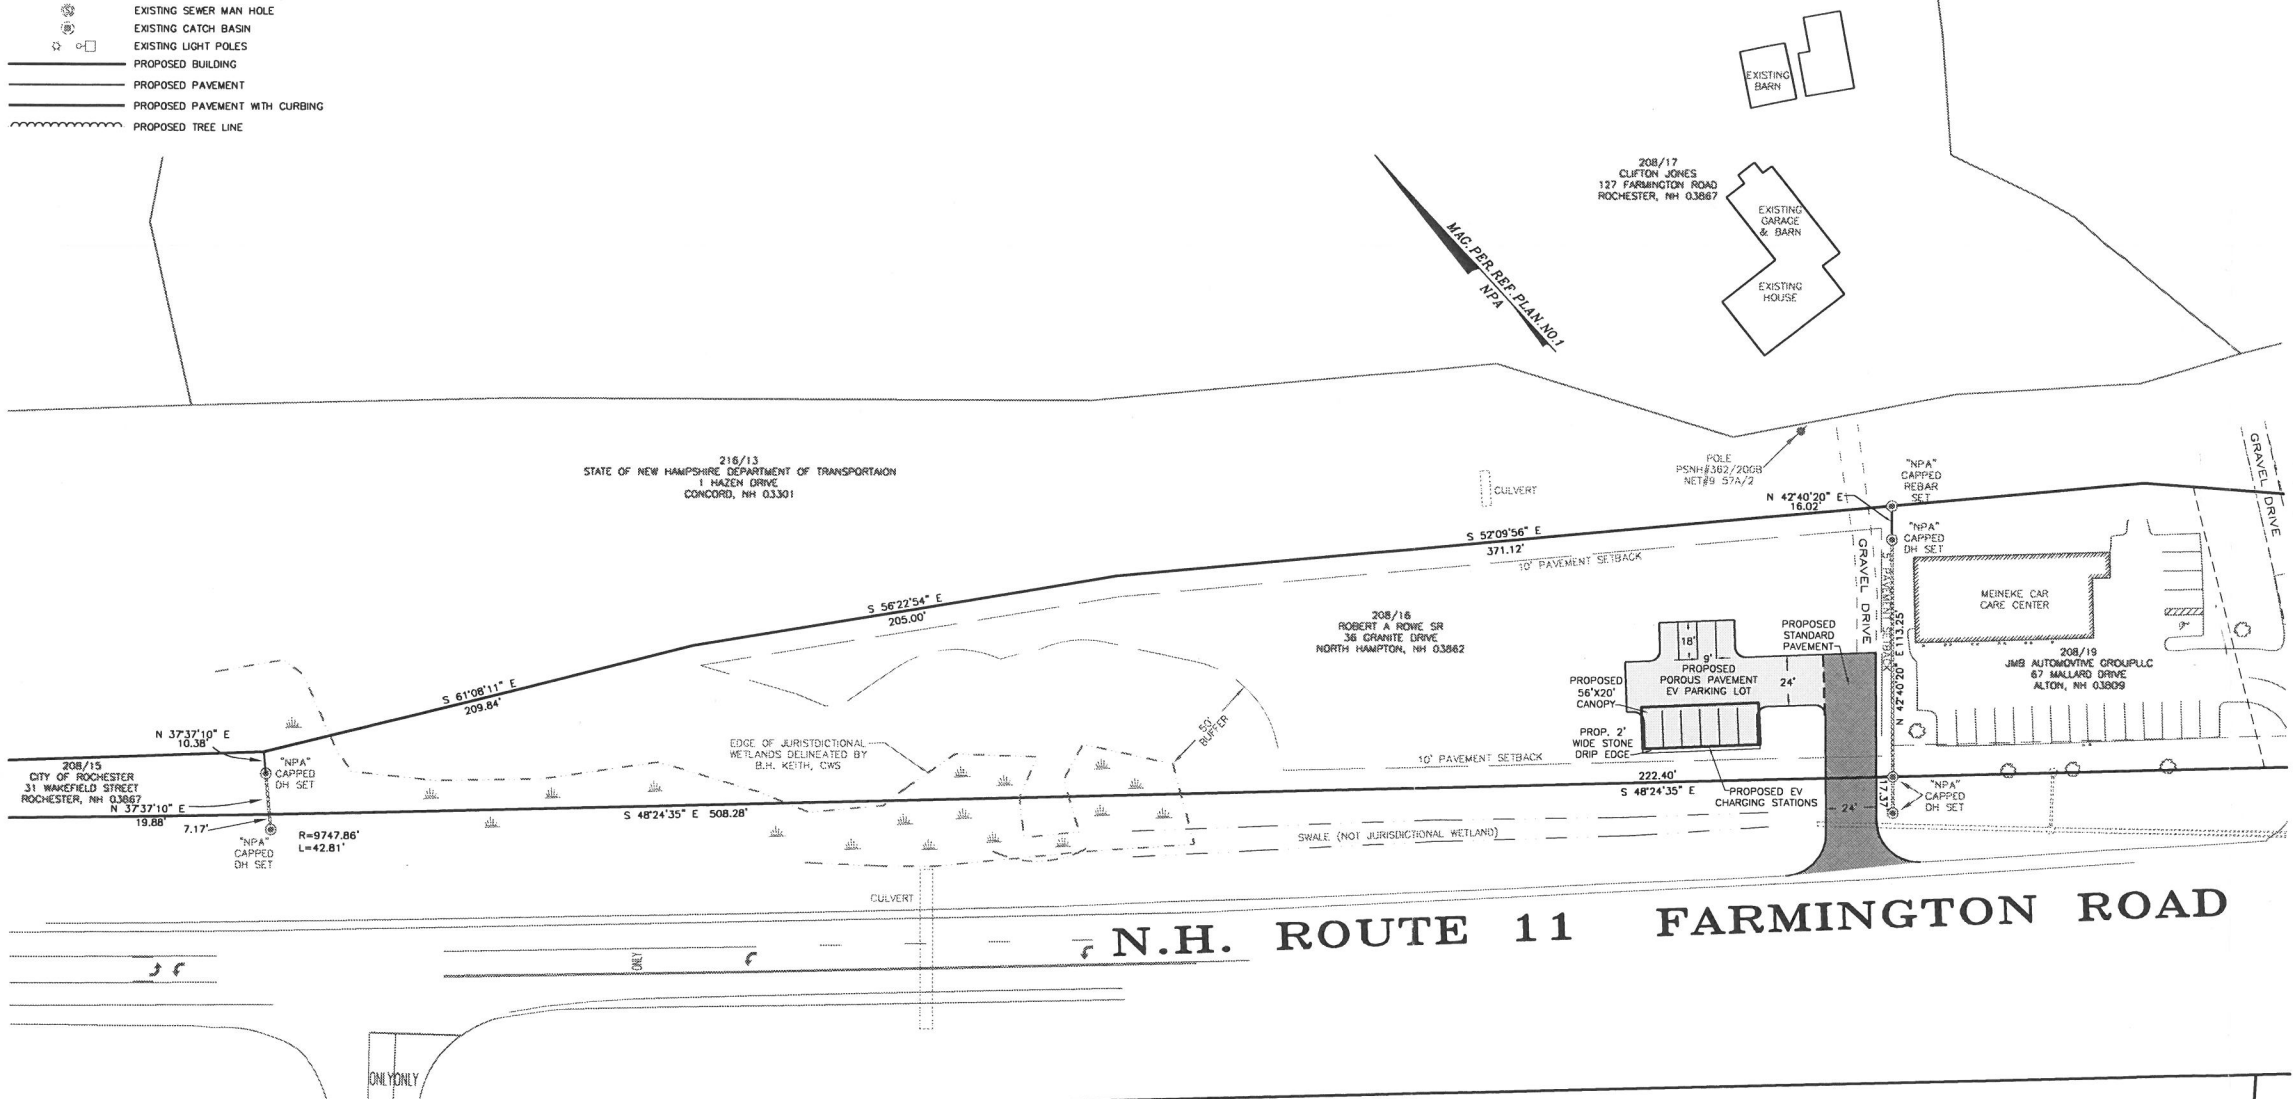 EXISTING SEWER MAN HOLE
EXISTING CATCH BASIN
EXISTING LIGHT POLES
PROPOSED BUILDING
PROPOSED PAVEMENT
PROPOSED PAVEMENT WITH CURBING
PROPOSED TREE LINE
EXISTING
BARN
208/17
CLIFTON JONES
127 FARMINGTON ROAD
ROCHESTER, NH 03867
EXISTING
GARAGE
& BARN
EXISTING
HOUSE
MAG. PER. REF. PLAN. NO.1
NPA
216/13
STATE OF NEW HAMPSHIRE DEPARTMENT OF TRANSPORTAION
1 HAZEN DRIVE
CONCORD, NH 03301
CULVERT
POLE
PSNH#362/200B
NET#9 57A/2
"NPA"
CAPPED
REBAR
SET
N 42°40'20" E
16.02'
"NPA"
CAPPED
DH SET
GRAVEL DRIVE
GRAVEL DRIVE
S 52°09'56" E
371.12'
10' PAVEMENT SETBACK
S 56°22'54" E
205.00'
S 61°08'11" E
209.84'
N 37°37'10" E
10.38'
"NPA"
CAPPED
DH SET
208/15
CITY OF ROCHESTER
31 WAKEFIELD STREET
ROCHESTER, NH 03867
N 37°37'10" E
19.88'
7.17'
"NPA"
CAPPED
DH SET
R=9747.86'
L=42.81'
208/16
ROBERT A ROWE SR
36 GRANITE DRIVE
NORTH HAMPTON, NH 03862
PROPOSED
STANDARD
PAVEMENT
18'
9'
PROPOSED
POROUS PAVEMENT
EV PARKING LOT
24'
PROPOSED
56'X20'
CANOPY
PROP. 2'
WIDE STONE
DRIP EDGE
PAVEMENT SETBACK
N 42°40'20" E 113.25'
MEINEKE CAR
CARE CENTER
9'
208/19
JMB AUTOMOVTIVE GROUPLLC
67 MALLARD DRIVE
ALTON, NH 03809
50'
BUFFER
EDGE OF JURISTDICTIONAL
WETLANDS DELINEATED BY
B.H. KEITH, CWS
10' PAVEMENT SETBACK
222.40'
S 48°24'35" E
PROPOSED EV
CHARGING STATIONS
24'
17.37'
"NPA"
CAPPED
DH SET
S 48°24'35" E 508.28'
SWALE (NOT JURISDICTIONAL WETLAND)
CULVERT
N.H. ROUTE 11 FARMINGTON ROAD
ONLY
ONLY ONLY